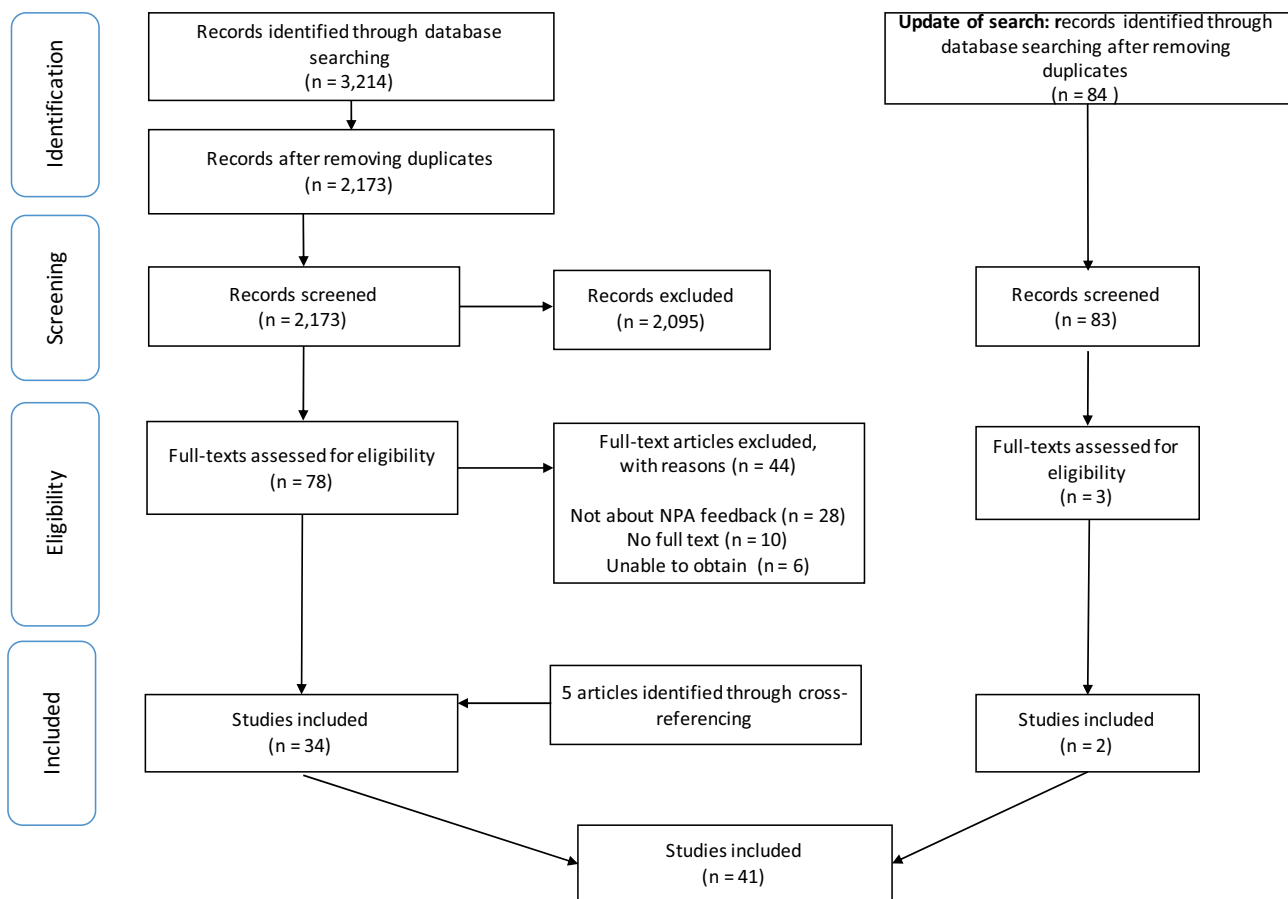 Identification
Records identified through database
searching
(n = 3,214)
Update of search: records identified through
database searching after removing
duplicates
(n = 84 )
Records after removing duplicates
(n = 2,173)
Screening
Records screened
(n = 2,173)
Records excluded
(n = 2,095)
Records screened
(n = 83)
Eligibility
Full-texts assessed for eligibility
(n = 78)
Full-text articles excluded,
with reasons (n = 44)
Not about NPA feedback (n = 28)
No full text (n = 10)
Unable to obtain (n = 6)
Full-texts assessed for
eligibility
(n = 3)
Included
Studies included
(n = 34)
5 articles identified through cross-
referencing
Studies included
(n = 2)
Studies included
(n = 41)